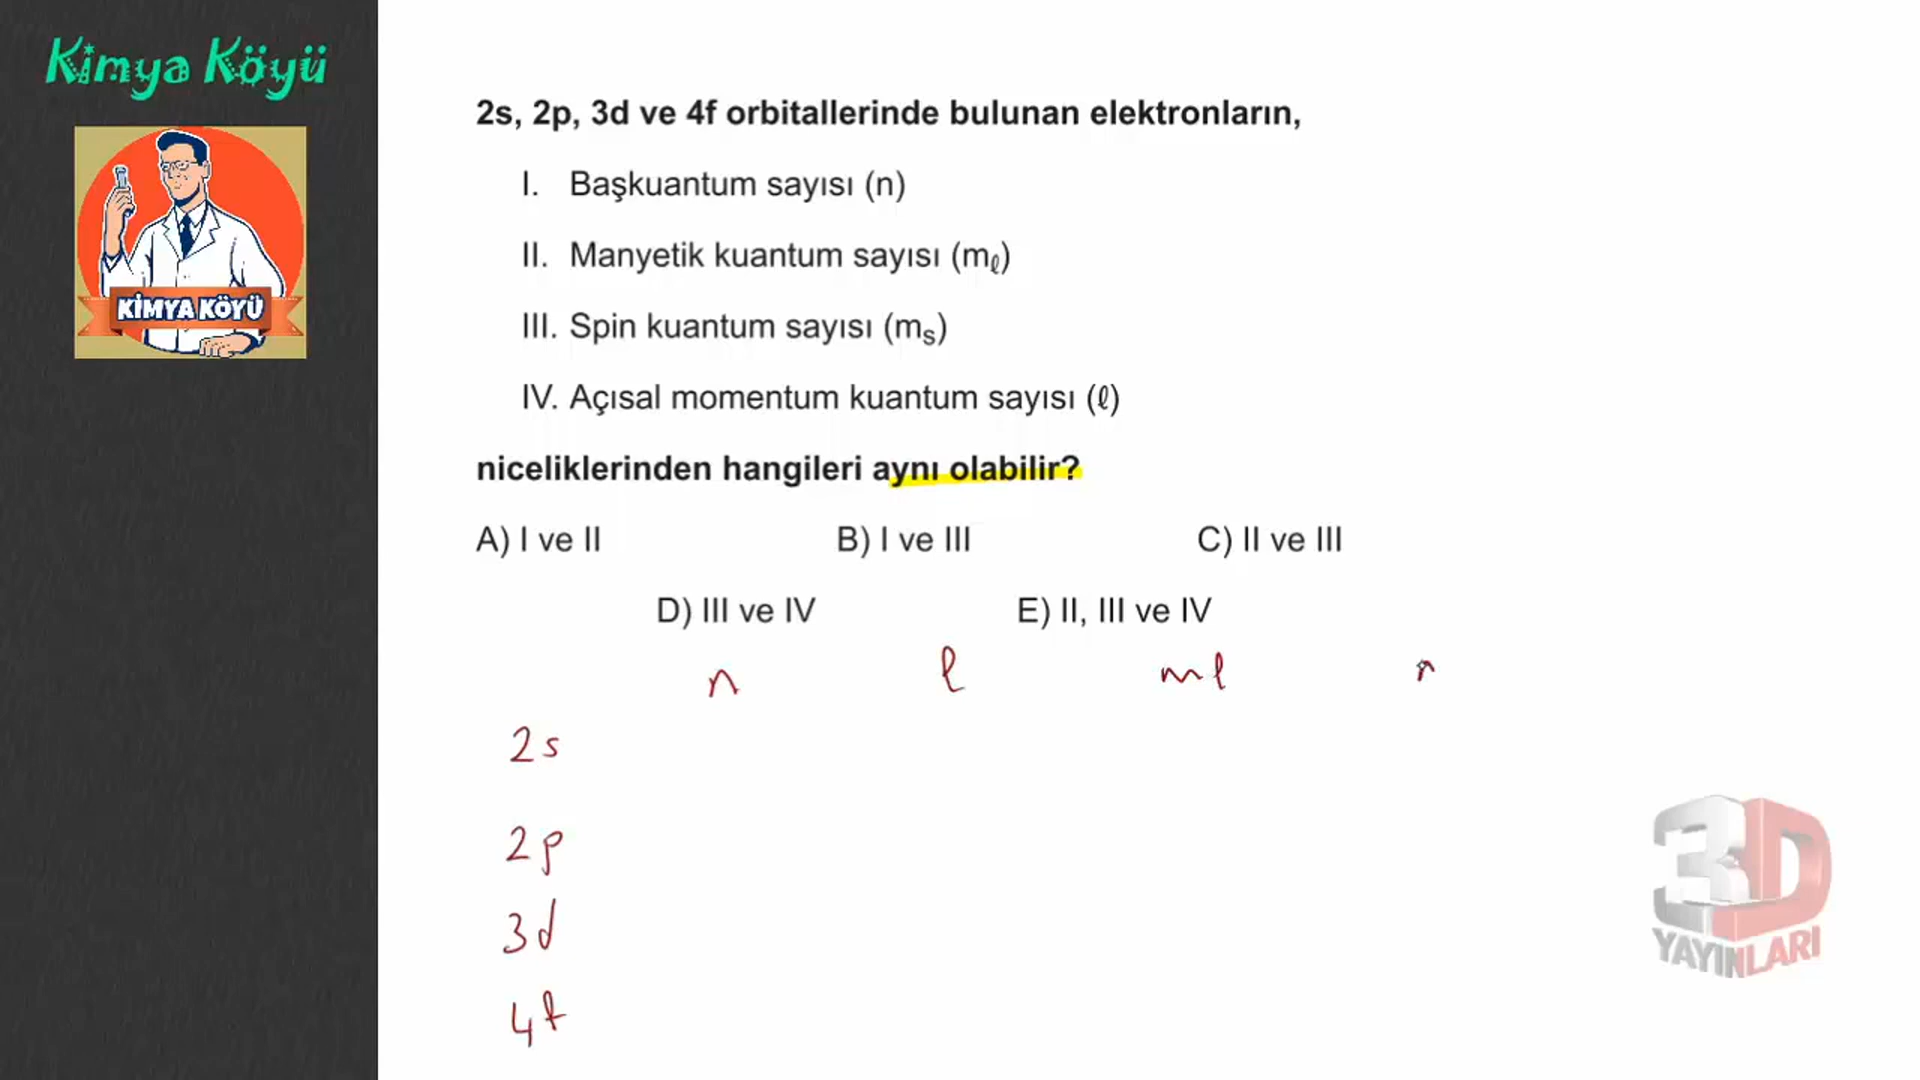 Kimya Köyü
KİMYA KÖYÜ
2s, 2p, 3d ve 4f orbitallerinde bulunan elektronların,
I. Başkuantum sayısı (n)
II. Manyetik kuantum sayısı (mℓ)
III. Spin kuantum sayısı (ms)
IV. Açısal momentum kuantum sayısı (ℓ)
niceliklerinden hangileri aynı olabilir?
A) I ve II B) I ve III C) II ve III
D) III ve IV E) II, III ve IV
n l ml
2s
2p
3d
4f
3D
YAYINLARI